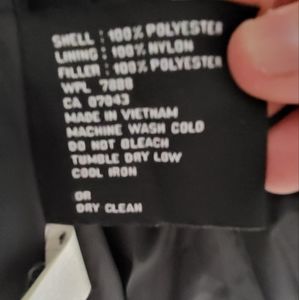 SHELL : 100% POLYESTER
LINING : 100% NYLON
FILLER : 100% POLYESTER
WPL 7000
CA 07043
MADE IN VIETNAM
MACHINE WASH COLD
DO NOT BLEACH
TUMBLE DRY LOW
COOL IRON
OR
DRY CLEAN